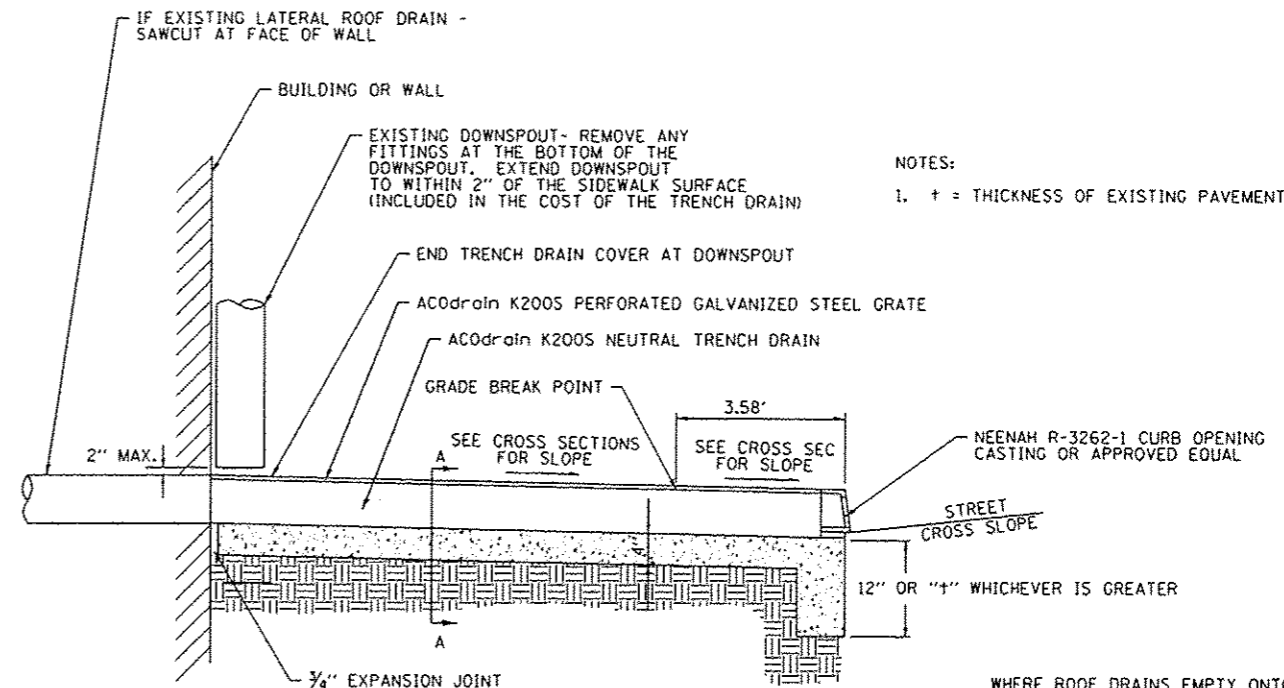 IF EXISTING LATERAL ROOF DRAIN -
SAWCUT AT FACE OF WALL
BUILDING OR WALL
EXISTING DOWNSPOUT- REMOVE ANY
FITTINGS AT THE BOTTOM OF THE
DOWNSPOUT. EXTEND DOWNSPOUT
TO WITHIN 2" OF THE SIDEWALK SURFACE
(INCLUDED IN THE COST OF THE TRENCH DRAIN)
NOTES:
1. t = THICKNESS OF EXISTING PAVEMENT
END TRENCH DRAIN COVER AT DOWNSPOUT
ACOdrain K200S PERFORATED GALVANIZED STEEL GRATE
ACOdrain K200S NEUTRAL TRENCH DRAIN
GRADE BREAK POINT
3.58'
2" MAX.
A
SEE CROSS SECTIONS
FOR SLOPE
SEE CROSS SEC
FOR SLOPE
NEENAH R-3262-1 CURB OPENING
CASTING OR APPROVED EQUAL
STREET
CROSS SLOPE
4"
12" OR "t" WHICHEVER IS GREATER
A
3/4" EXPANSION JOINT
WHERE ROOF DRAINS EMPTY ONTO